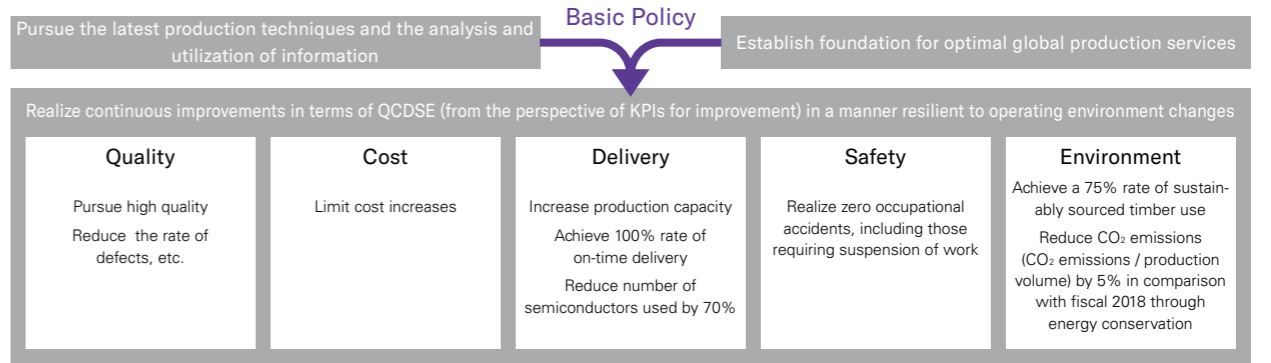 Basic Policy
Pursue the latest production techniques and the analysis and
utilization of information
Establish foundation for optimal global production services
Realize continuous improvements in terms of QCDSE (from the perspective of KPIs for improvement) in a manner resilient to operating environment changes
Quality
Pursue high quality
Reduce the rate of
defects, etc.
Cost
Limit cost increases
Delivery
Increase production capacity
Achieve 100% rate of
on-time delivery
Reduce number of
semiconductors used by 70%
Safety
Realize zero occupational
accidents, including those
requiring suspension of work
Environment
Achieve a 75% rate of sustain-
ably sourced timber use
Reduce CO₂ emissions
(CO₂ emissions / production
volume) by 5% in comparison
with fiscal 2018 through
energy conservation